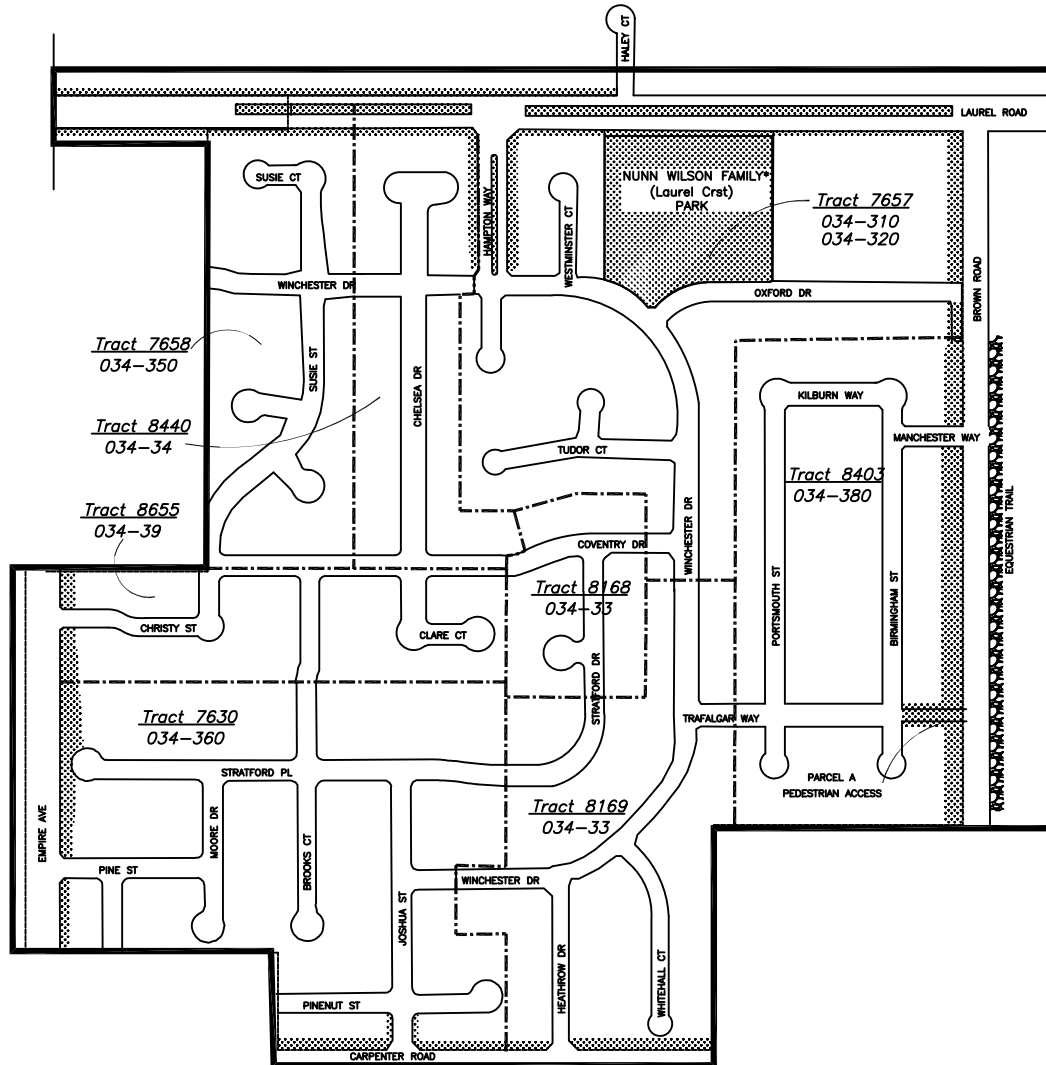 HALEY CT
LAUREL ROAD
SUSIE CT
HAMPTON WAY
WESTMINSTER CT
NUNN WILSON FAMILY*
(Laurel Crst)
PARK
Tract 7657
034-310
034-320
BROWN ROAD
WINCHESTER DR
OXFORD DR
Tract 7658
034-350
SUSIE ST
CHELSEA DR
KILBURN WAY
Tract 8440
034-34
TUDOR CT
MANCHESTER WAY
Tract 8403
034-380
EQUESTRIAN TRAIL
Tract 8655
034-39
COVENTRY DR
WINCHESTER DR
Tract 8168
034-33
PORTSMOUTH ST
BIRMINGHAM ST
CHRISTY ST
CLARE CT
STRATFORD DR
Tract 7630
034-360
TRAFALGAR WAY
STRATFORD PL
PARCEL A
PEDESTRIAN ACCESS
Tract 8169
034-33
EMPIRE AVE
MOORE DR
BROOKS CT
PINE ST
WINCHESTER DR
JOSHUA ST
HEATHROW DR
WHITEHALL CT
PINENUT ST
CARPENTER ROAD